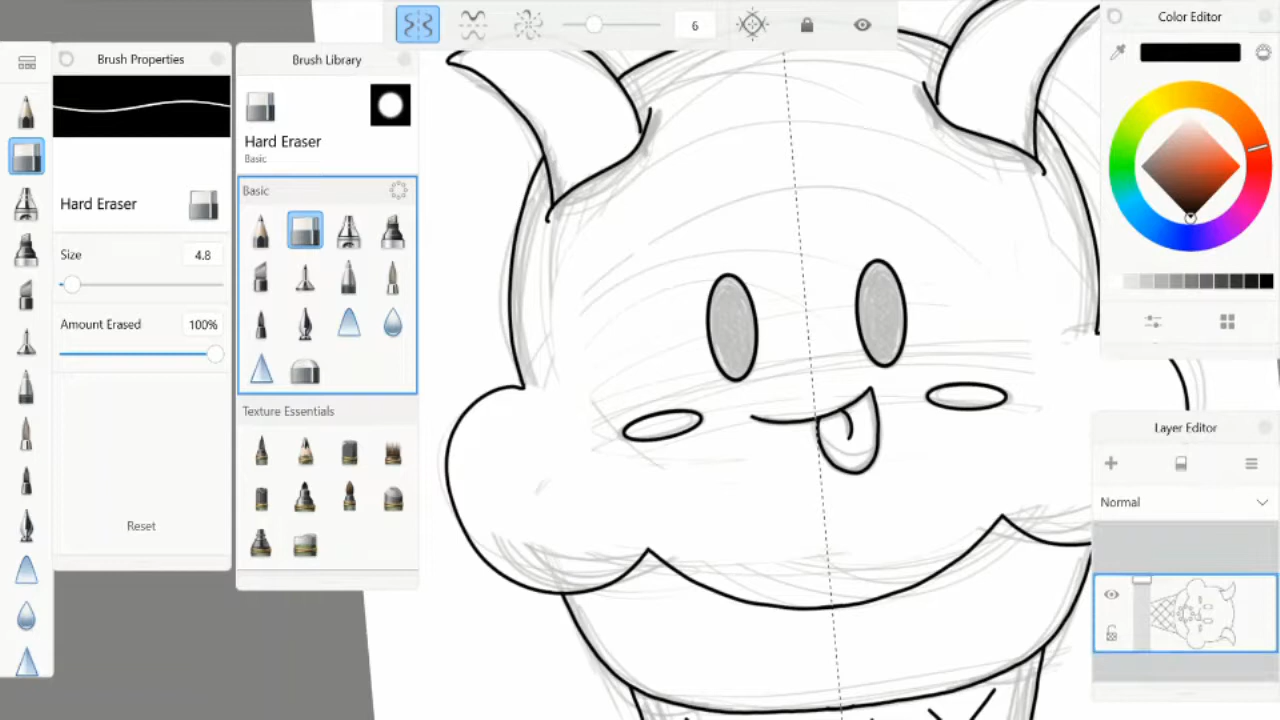 6
Color Editor
Brush Properties
Brush Library
Hard Eraser
Basic
Basic
Hard Eraser
Size
4.8
Amount Erased
100%
Texture Essentials
Reset
Layer Editor
Normal